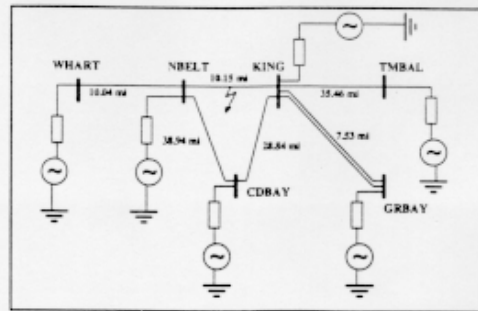 WHART
NBELT
10.15 mi
KING
TMBAL
10.04 mi
35.46 mi
38.94 mi
28.84 mi
7.53 mi
CDBAY
GRBAY